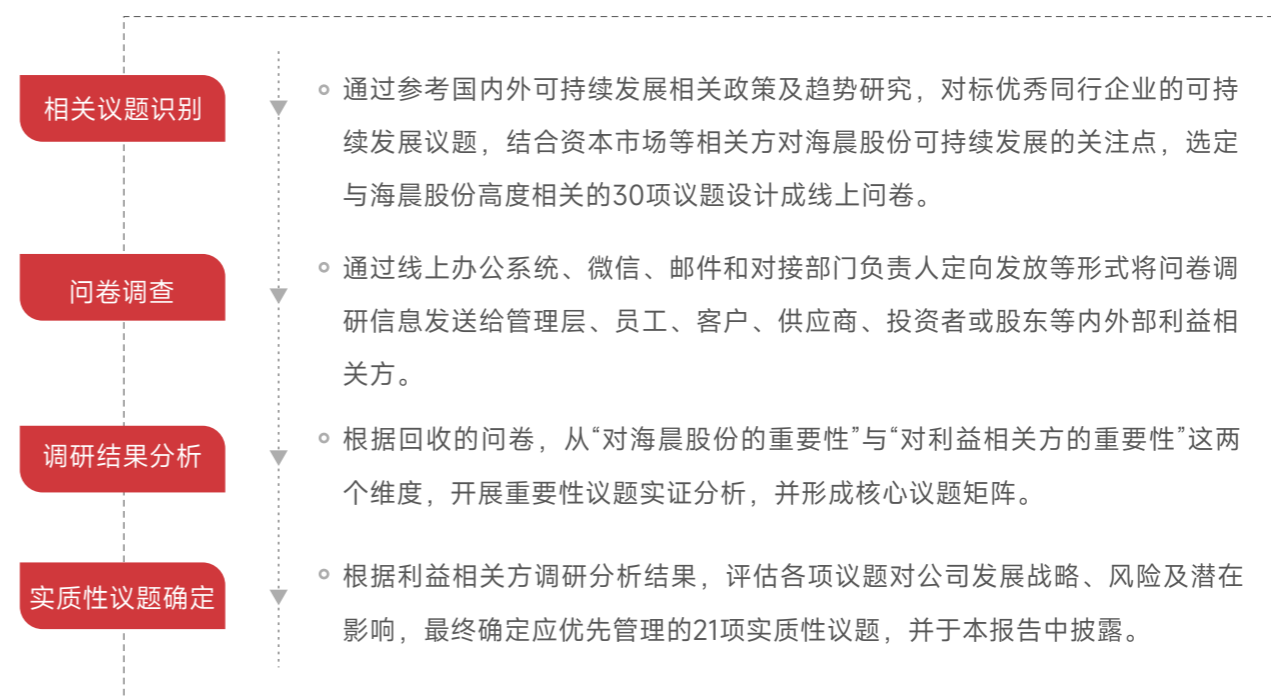 相关议题识别
通过参考国内外可持续发展相关政策及趋势研究，对标优秀同行企业的可持
续发展议题，结合资本市场等相关方对海晨股份可持续发展的关注点，选定
与海晨股份高度相关的30项议题设计成线上问卷。
问卷调查
通过线上办公系统、微信、邮件和对接部门负责人定向发放等形式将问卷调
研信息发送给管理层、员工、客户、供应商、投资者或股东等内外部利益相
关方。
调研结果分析
根据回收的问卷，从“对海晨股份的重要性”与“对利益相关方的重要性”这两
个维度，开展重要性议题实证分析，并形成核心议题矩阵。
实质性议题确定
根据利益相关方调研分析结果，评估各项议题对公司发展战略、风险及潜在
影响，最终确定应优先管理的21项实质性议题，并于本报告中披露。